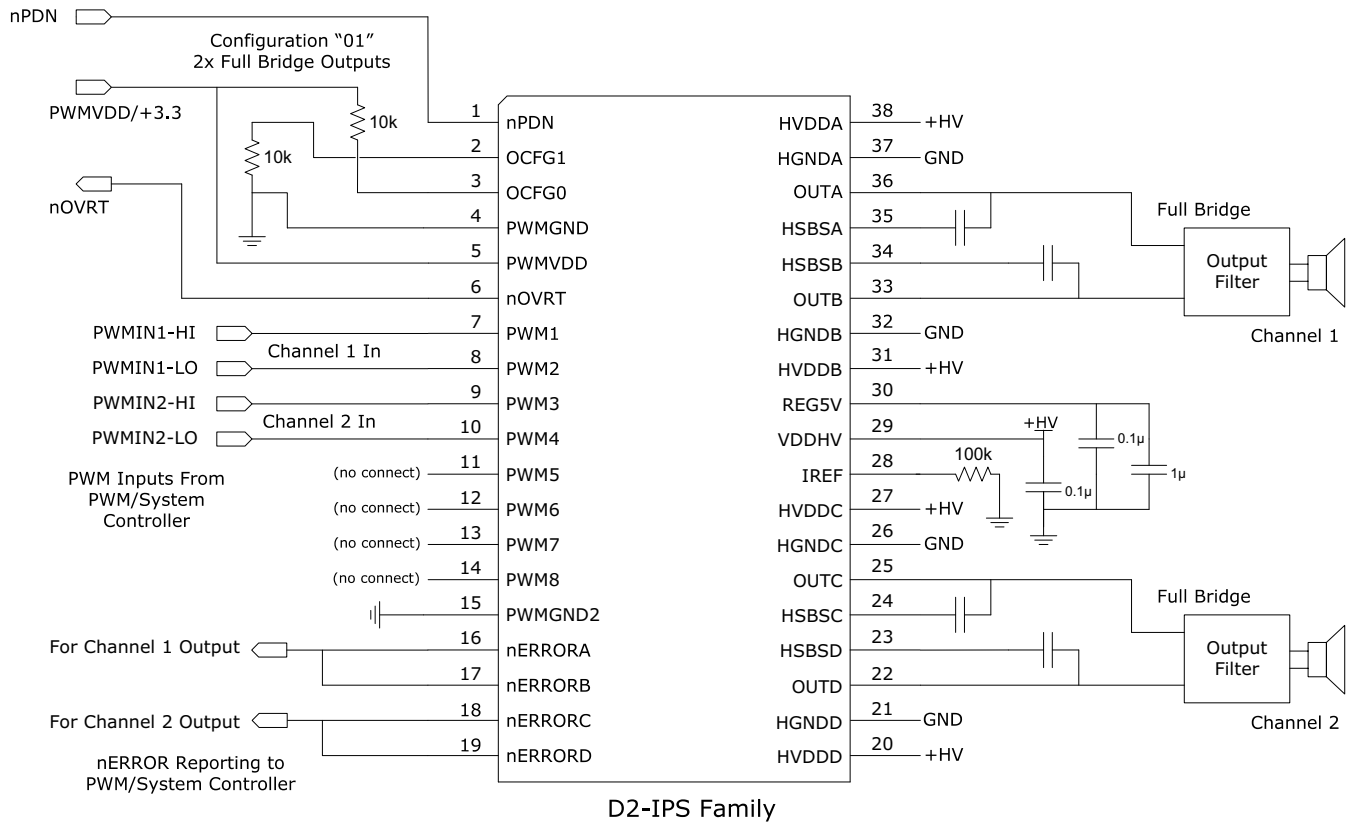 nPDN
Configuration “01”
2x Full Bridge Outputs
PWMVDD/+3.3
10k
10k
nOVRT
PWMIN1-HI
Channel 1 In
PWMIN1-LO
PWMIN2-HI
Channel 2 In
PWMIN2-LO
PWM Inputs From
PWM/System
Controller
(no connect)
(no connect)
(no connect)
(no connect)
For Channel 1 Output
For Channel 2 Output
nERROR Reporting to
PWM/System Controller
1 nPDN
2 OCFG1
3 OCFG0
4 PWMGND
5 PWMVDD
6 nOVRT
7 PWM1
8 PWM2
9 PWM3
10 PWM4
11 PWM5
12 PWM6
13 PWM7
14 PWM8
15 PWMGND2
16 nERRORA
17 nERRORB
18 nERRORC
19 nERRORD
HVDDA 38 +HV
HGNDA 37 GND
OUTA 36
HSBSA 35
HSBSB 34
OUTB 33
HGNDB 32 GND
HVDDB 31 +HV
REG5V 30
VDDHV 29
IREF 28
HVDDC 27 +HV
HGNDC 26 GND
OUTC 25
HSBSC 24
HSBSD 23
OUTD 22
HGNDD 21 GND
HVDDD 20 +HV
Full Bridge
Output
Filter
Channel 1
+HV
0.1µ
100k
0.1µ
1µ
Full Bridge
Output
Filter
Channel 2
D2-IPS Family